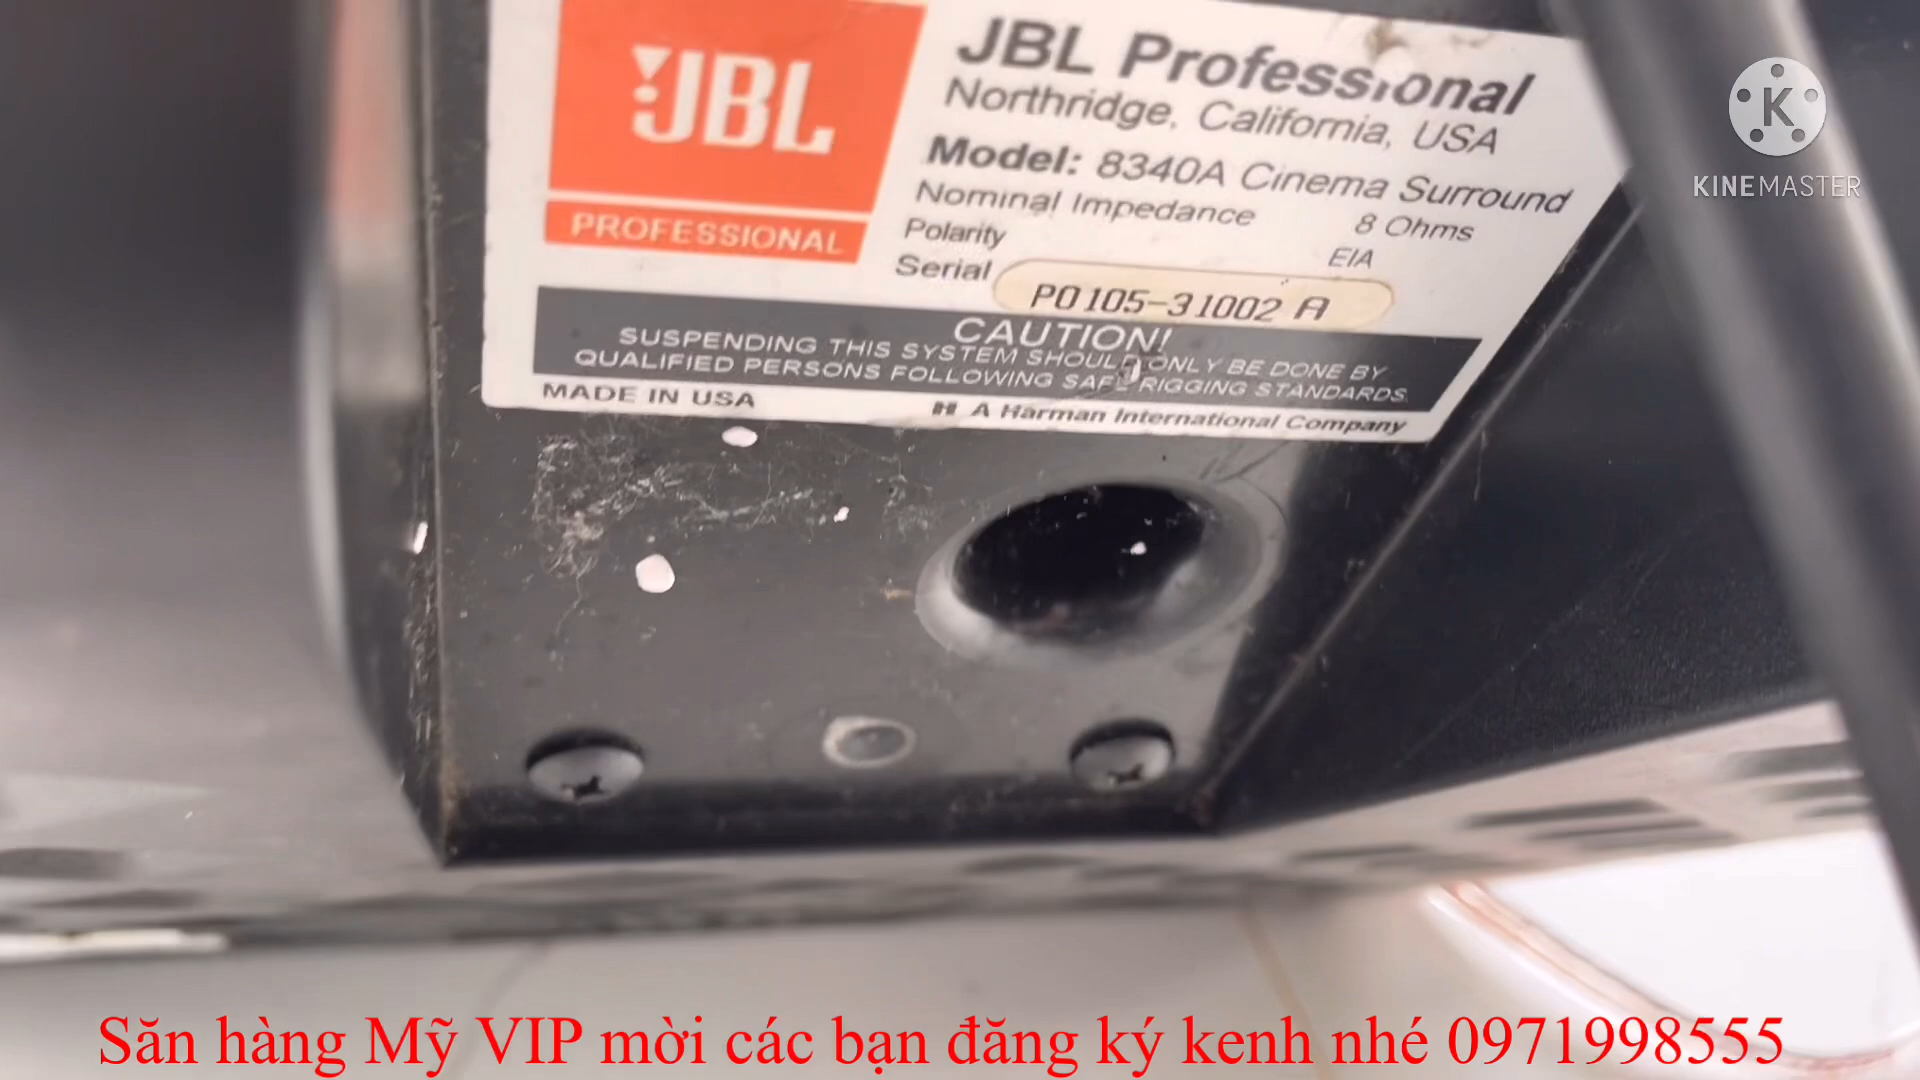 JBL
PROFESSIONAL
JBL Professional
Northridge, California, USA
Model: 8340A Cinema Surround
Nominal Impedance 8 Ohms
Polarity EIA
Serial P0105-31002 A
CAUTION!
SUSPENDING THIS SYSTEM SHOULD ONLY BE DONE BY
QUALIFIED PERSONS FOLLOWING SAFE RIGGING STANDARDS
MADE IN USA
H A Harman International Company
K
KINEMASTER
Săn hàng Mỹ VIP mời các bạn đăng ký kenh nhé 0971998555